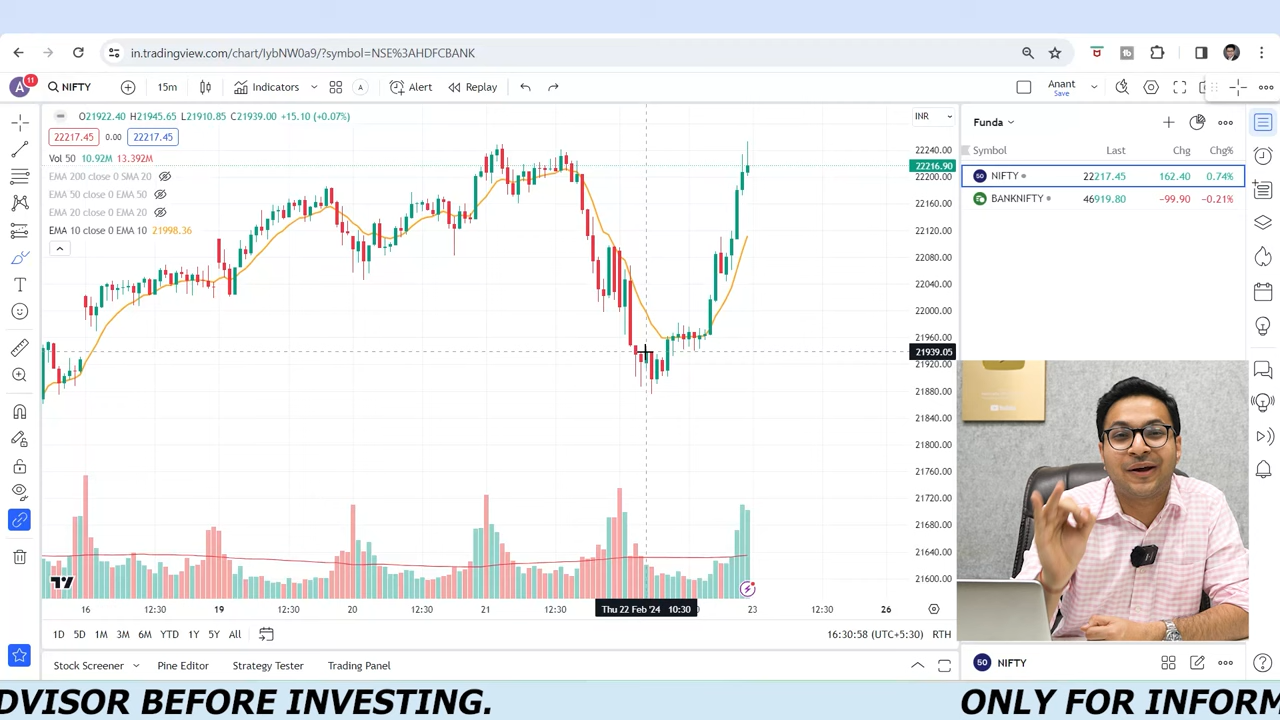 in.tradingview.com/chart/IybNW0a9/?symbol=NSE%3AHDFCBANK
A 11 NIFTY 15m Indicators A Alert Replay Anant
Save
O21922.40 H21945.65 L21910.85 C21939.00 +15.10 (+0.07%) INR
22217.45 0.00 22217.45
Vol 50 10.92M 13.392M
EMA 200 close 0 SMA 20
EMA 50 close 0 EMA 50
EMA 20 close 0 EMA 20
EMA 10 close 0 EMA 10 21998.36
22240.00
22216.90
22200.00
22160.00
22120.00
22080.00
22040.00
22000.00
21960.00
21939.05
21920.00
21880.00
21840.00
21800.00
21760.00
21720.00
21680.00
21640.00
21600.00
Funda
Symbol Last Chg Chg%
50 NIFTY 22217.45 162.40 0.74%
BANKNIFTY 46919.80 −99.90 −0.21%
YouTube
16 12:30 19 12:30 20 12:30 21 12:30 Thu 22 Feb '24 10:30 23 12:30 26
1D 5D 1M 3M 6M YTD 1Y 5Y All 16:30:58 (UTC+5:30) RTH
Stock Screener Pine Editor Strategy Tester Trading Panel
50 NIFTY
DVISOR BEFORE INVESTING. ONLY FOR INFORM